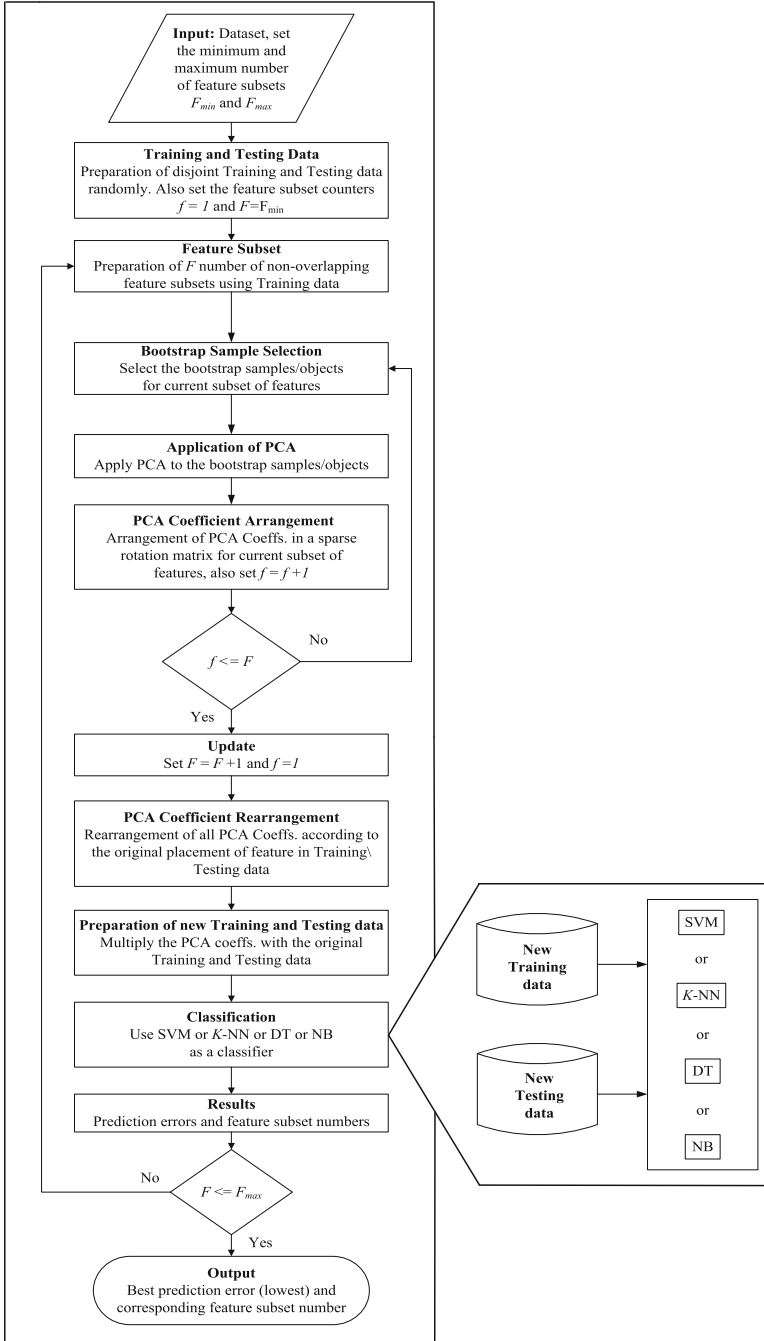 Input: Dataset, set
the minimum and
maximum number
of feature subsets
Fmin and Fmax
Training and Testing Data
Preparation of disjoint Training and Testing data
randomly. Also set the feature subset counters
f = 1 and F=Fmin
Feature Subset
Preparation of F number of non-overlapping
feature subsets using Training data
Bootstrap Sample Selection
Select the bootstrap samples/objects
for current subset of features
Application of PCA
Apply PCA to the bootstrap samples/objects
PCA Coefficient Arrangement
Arrangement of PCA Coeffs. in a sparse
rotation matrix for current subset of
features, also set f = f +1
No
f <= F
Yes
Update
Set F = F +1 and f =1
PCA Coefficient Rearrangement
Rearrangement of all PCA Coeffs. according to
the original placement of feature in Training\
Testing data
Preparation of new Training and Testing data
Multiply the PCA coeffs. with the original
Training and Testing data
Classification
Use SVM or K-NN or DT or NB
as a classifier
Results
Prediction errors and feature subset numbers
No
F <= Fmax
Yes
Output
Best prediction error (lowest) and
corresponding feature subset number
New
Training
data
New
Testing
data
SVM
or
K-NN
or
DT
or
NB